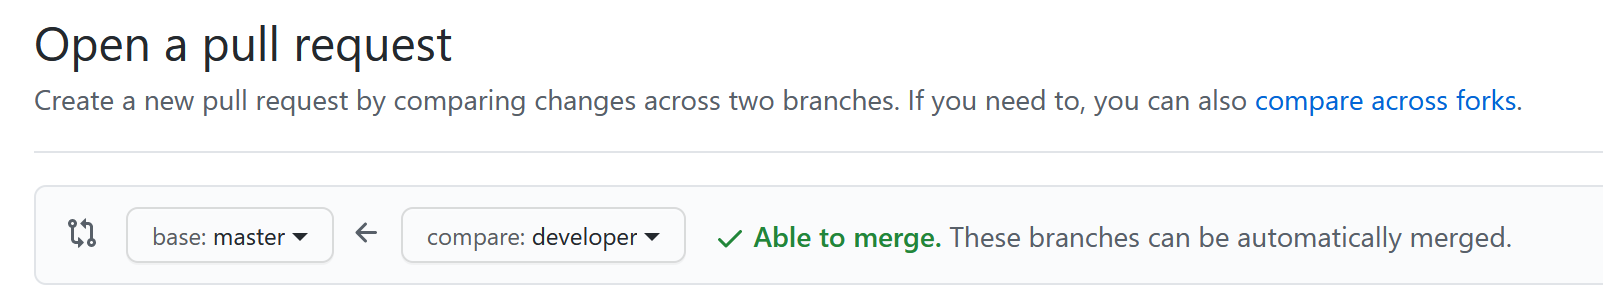 Open a pull request
Create a new pull request by comparing changes across two branches. If you need to, you can also compare across forks.
base: master compare: developer Able to merge. These branches can be automatically merged.